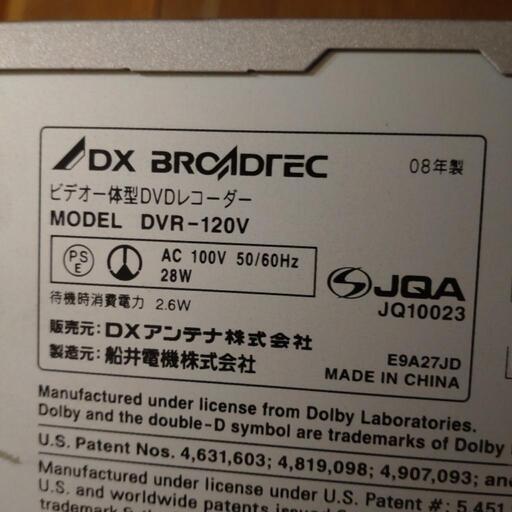 DX BROADTEC 08年製
ビデオ一体型DVDレコーダー
MODEL DVR-120V
PS E AC 100V 50/60Hz
28W
JQA
JQ10023
待機時消費電力 2.6W
販売元: DXアンテナ株式会社
製造元: 船井電機株式会社
E9A27JD
MADE IN CHINA
Manufactured under license from Dolby Laboratories.
Dolby and the double-D symbol are trademarks of Dolby
U.S. Patent Nos. 4,631,603; 4,819,098; 4,907,093; and
Manufactured under license under U.S. Patent #: 5,451
U.S. and worldwide patents issued